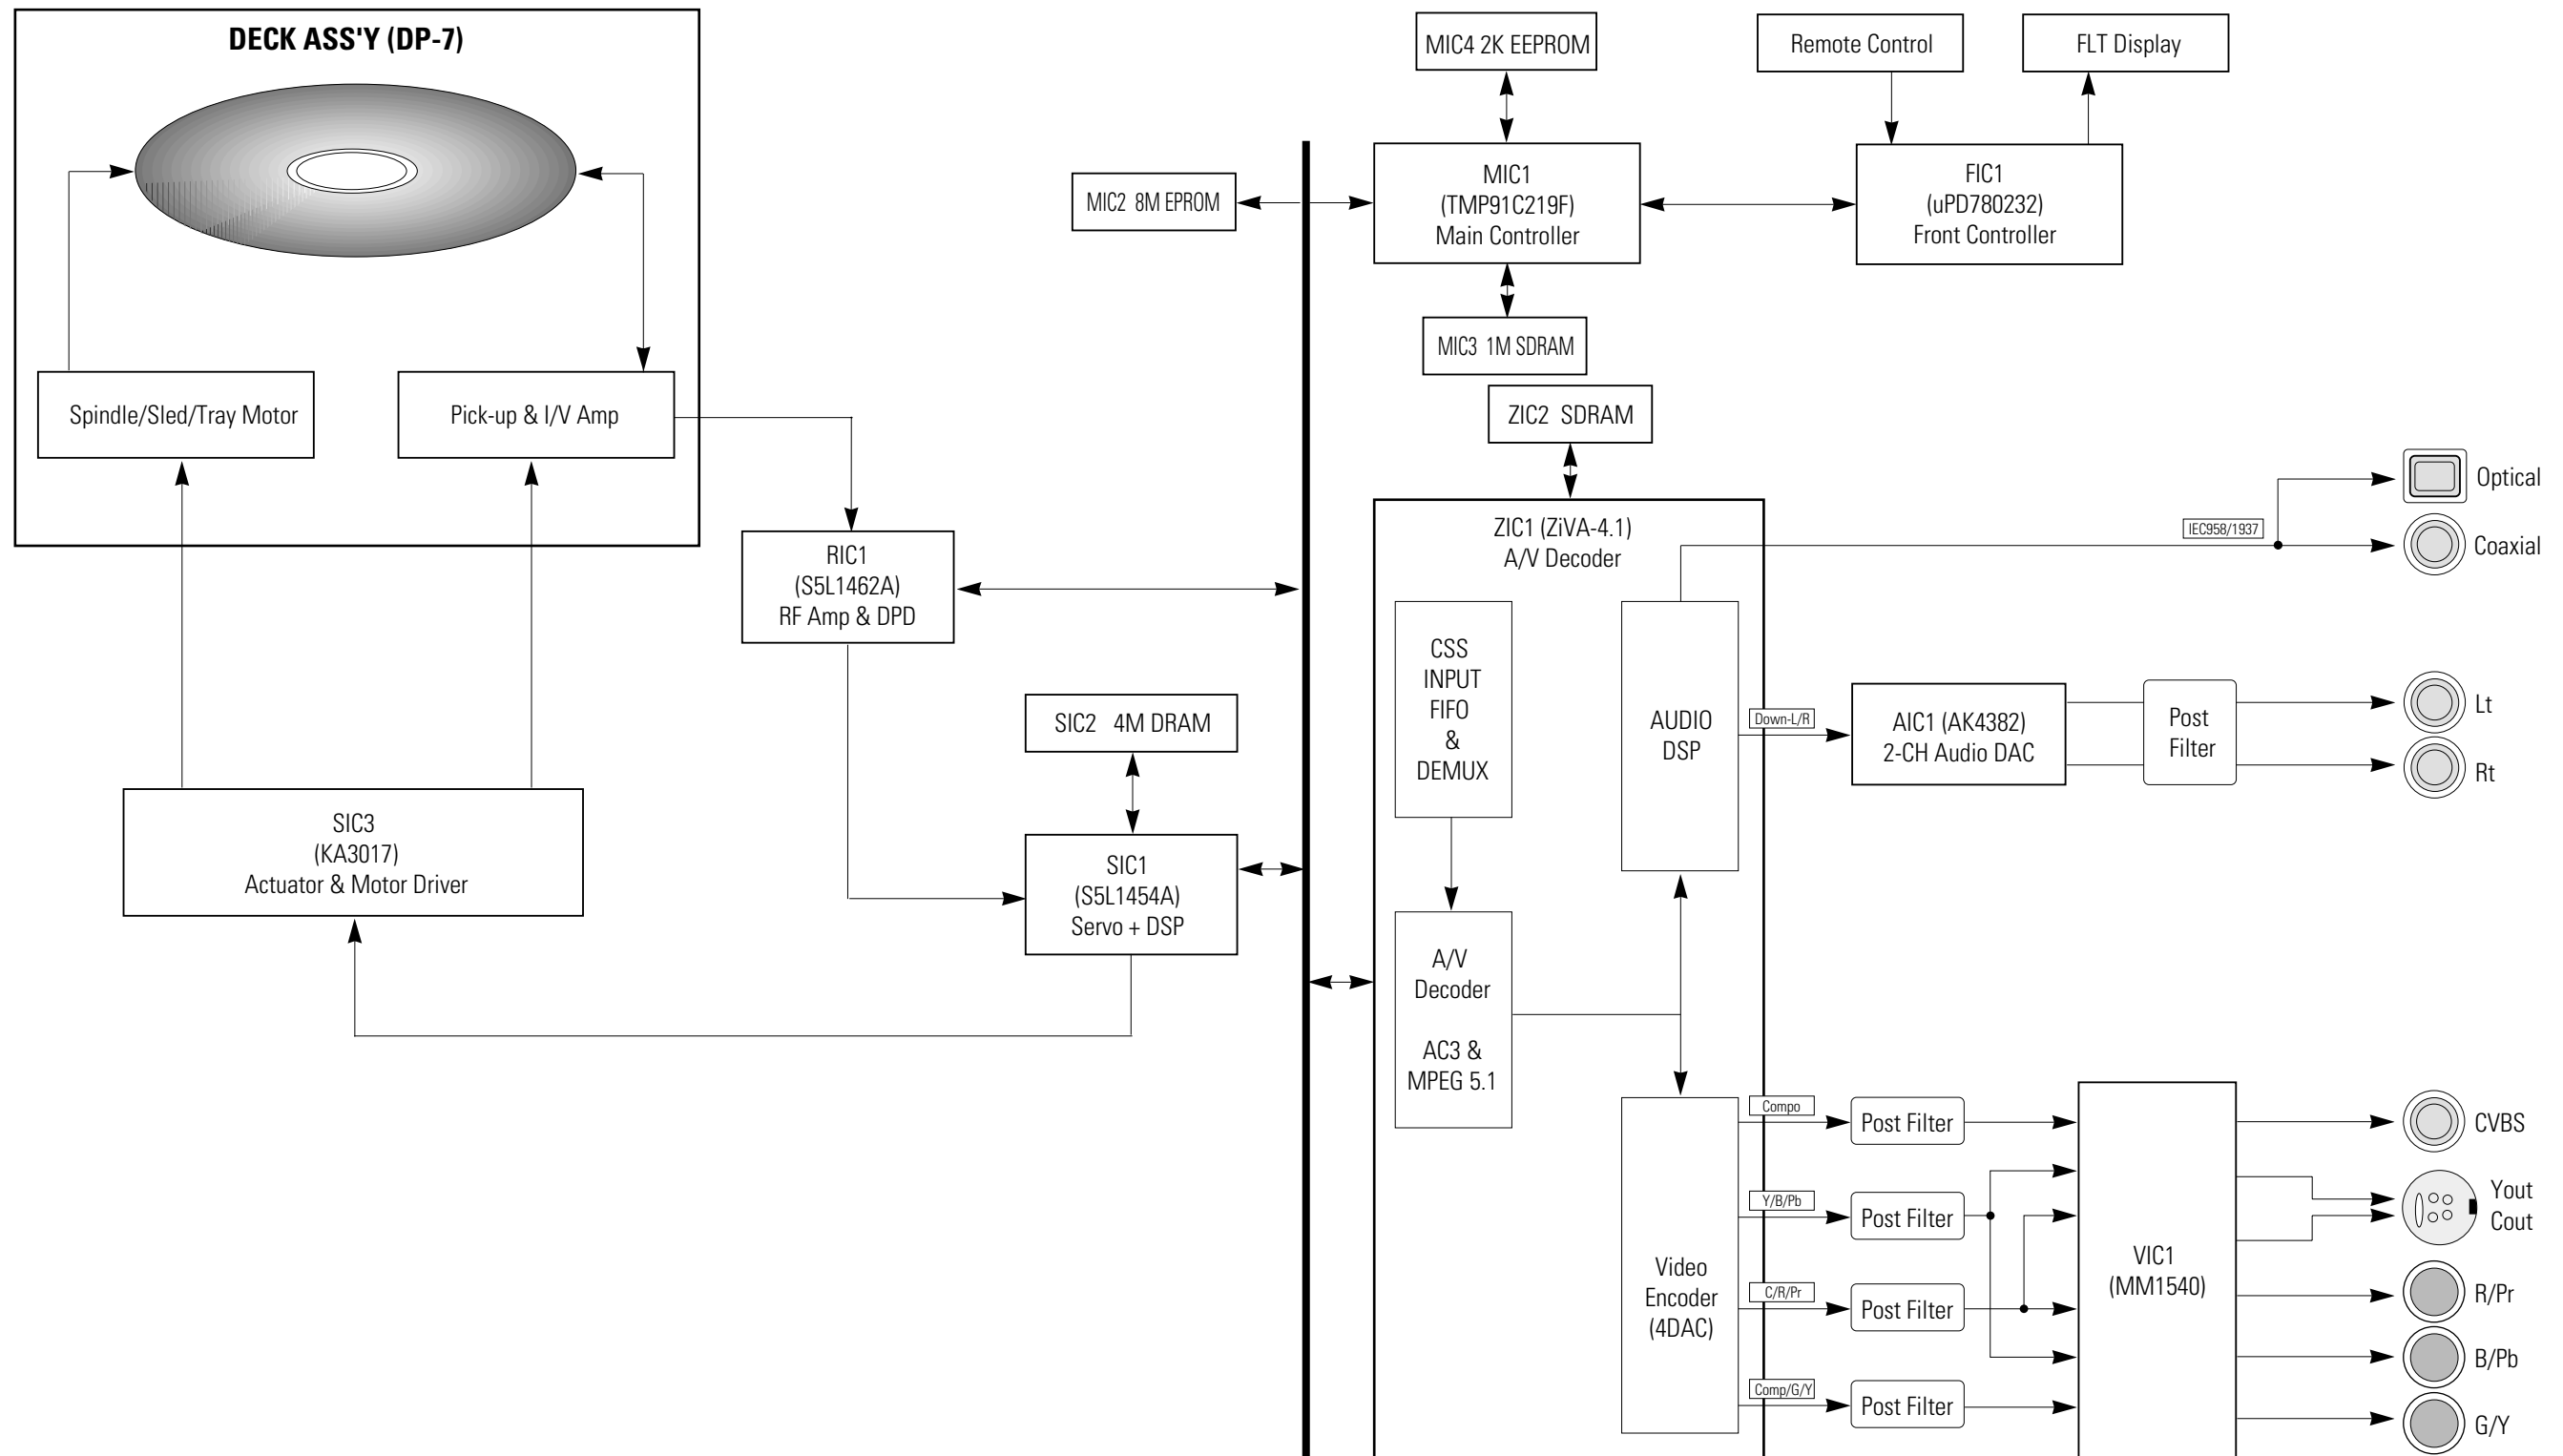 DECK ASS'Y (DP-7)
Spindle/Sled/Tray Motor
Pick-up & I/V Amp
MIC4 2K EEPROM
Remote Control
FLT Display
MIC2 8M EPROM
MIC1
(TMP91C219F)
Main Controller
FIC1
(uPD780232)
Front Controller
MIC3 1M SDRAM
ZIC2 SDRAM
RIC1
(S5L1462A)
RF Amp & DPD
SIC2 4M DRAM
SIC3
(KA3017)
Actuator & Motor Driver
SIC1
(S5L1454A)
Servo + DSP
ZIC1 (ZiVA-4.1)
A/V Decoder
CSS
INPUT
FIFO
&
DEMUX
AUDIO
DSP
A/V
Decoder
AC3 &
MPEG 5.1
Video
Encoder
(4DAC)
IEC958/1937
Optical
Coaxial
Down-L/R
AIC1 (AK4382)
2-CH Audio DAC
Post
Filter
Lt
Rt
Compo
Post Filter
Y/B/Pb
Post Filter
C/R/Pr
Post Filter
Comp/G/Y
Post Filter
VIC1
(MM1540)
CVBS
Yout
Cout
R/Pr
B/Pb
G/Y